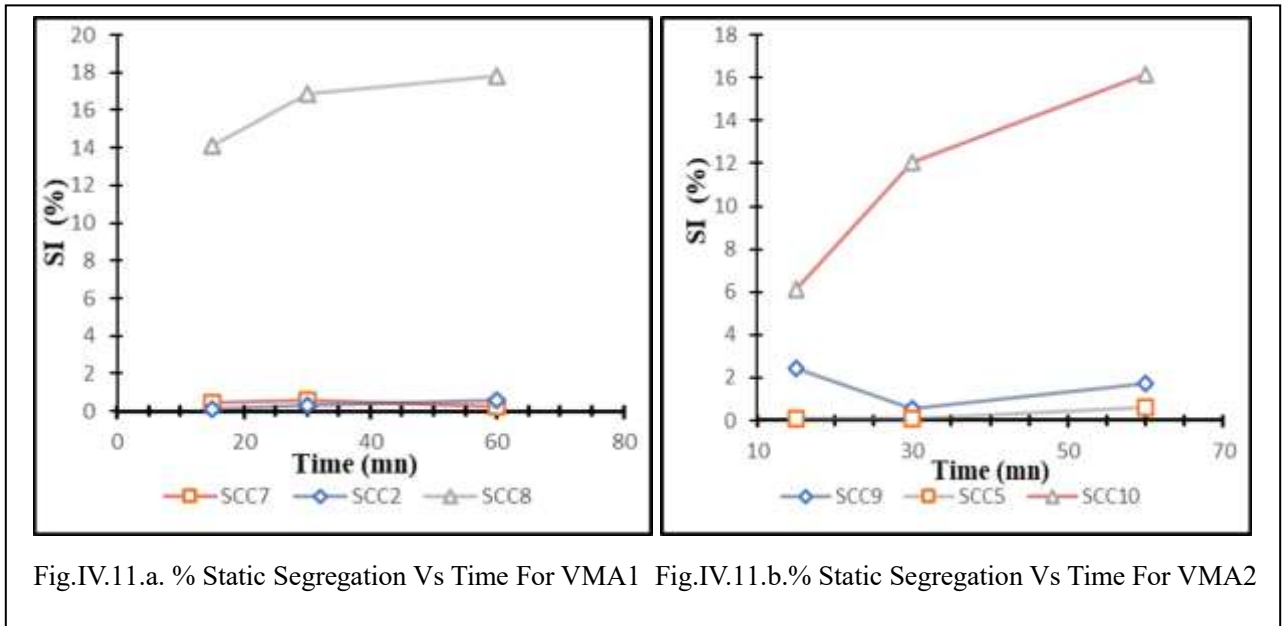 20
18
16
14
12
10
8
6
4
2
0
SI (%)
0 20 40 60 80
Time (mn)
SCC7 SCC2 SCC8
18
16
14
12
10
8
6
4
2
0
SI (%)
10 30 50 70
Time (mn)
SCC9 SCC5 SCC10
Fig.IV.11.a. % Static Segregation Vs Time For VMA1 Fig.IV.11.b.% Static Segregation Vs Time For VMA2